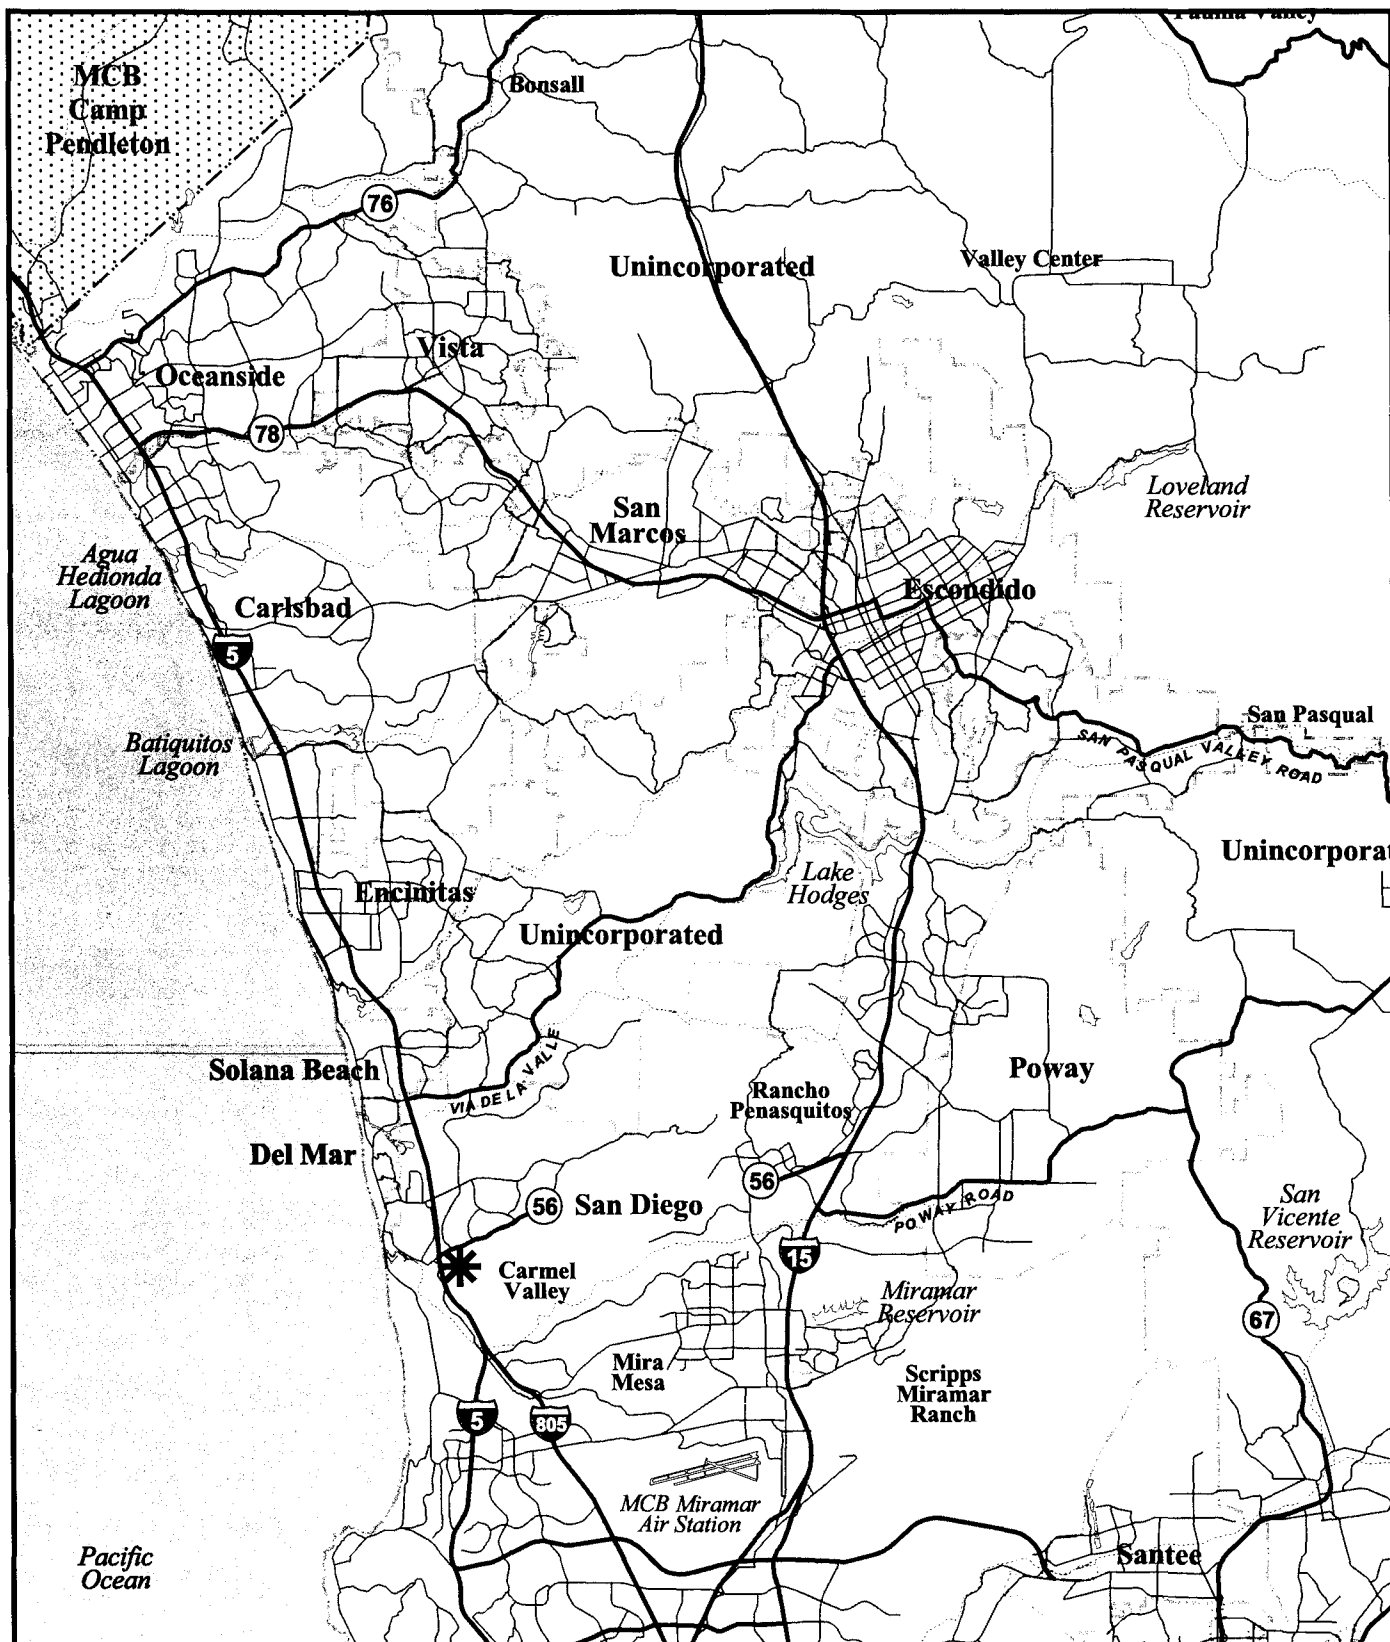 Pauma Valley
MCB
Camp
Pendleton
Bonsall
76
Unincorporated
Valley Center
Vista
Oceanside
78
Loveland
Reservoir
San
Marcos
Agua
Hedionda
Lagoon
Escondido
Carlsbad
5
San Pasqual
SAN PASQUAL VALLEY ROAD
Batiquitos
Lagoon
Unincorporat
Lake
Hodges
Encinitas
Unincorporated
Solana Beach
VIA DE LA VALLE
Poway
Rancho
Penasquitos
Del Mar
56
56
San Diego
POWAY ROAD
San
Vicente
Reservoir
15
Carmel
Valley
Miramar
Reservoir
67
Mira
Mesa
Scripps
Miramar
Ranch
5
805
MCB Miramar
Air Station
Pacific
Ocean
Santee